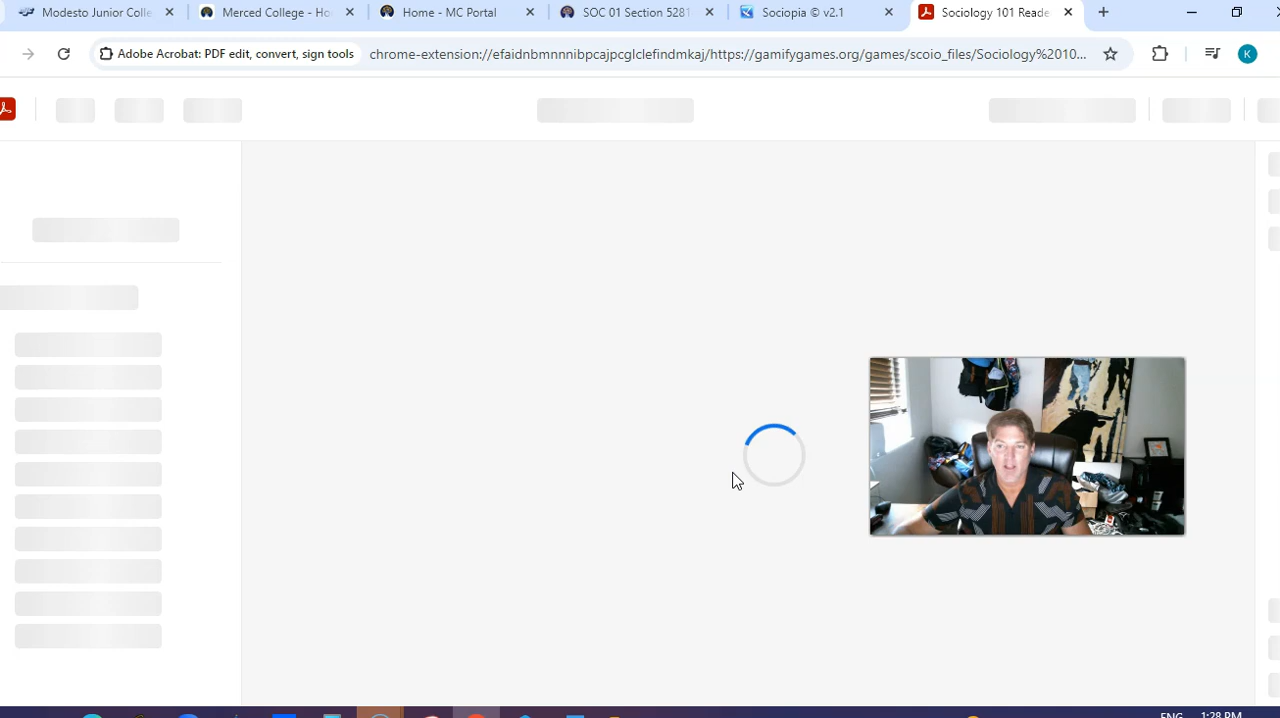 Modesto Junior Colle
Merced College - Ho
Home - MC Portal
SOC 01 Section 5281
Sociopia © v2.1
Sociology 101 Reade
Adobe Acrobat: PDF edit, convert, sign tools
chrome-extension://efaidnbmnnnibpcajpcglclefindmkaj/https://gamifygames.org/games/scoio_files/Sociology%2010...
K
ENG
1:28 PM